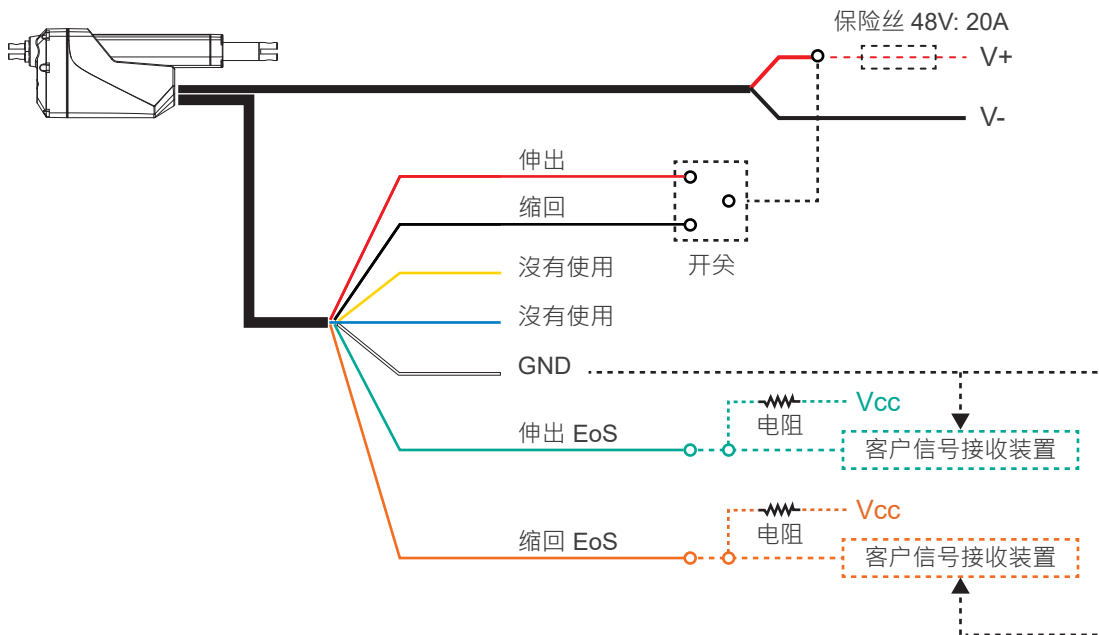 保险丝 48V: 20A
V+
V-
伸出
缩回
开关
沒有使用
沒有使用
GND
Vcc
电阻
伸出 EoS
客户信号接收装置
Vcc
电阻
缩回 EoS
客户信号接收装置